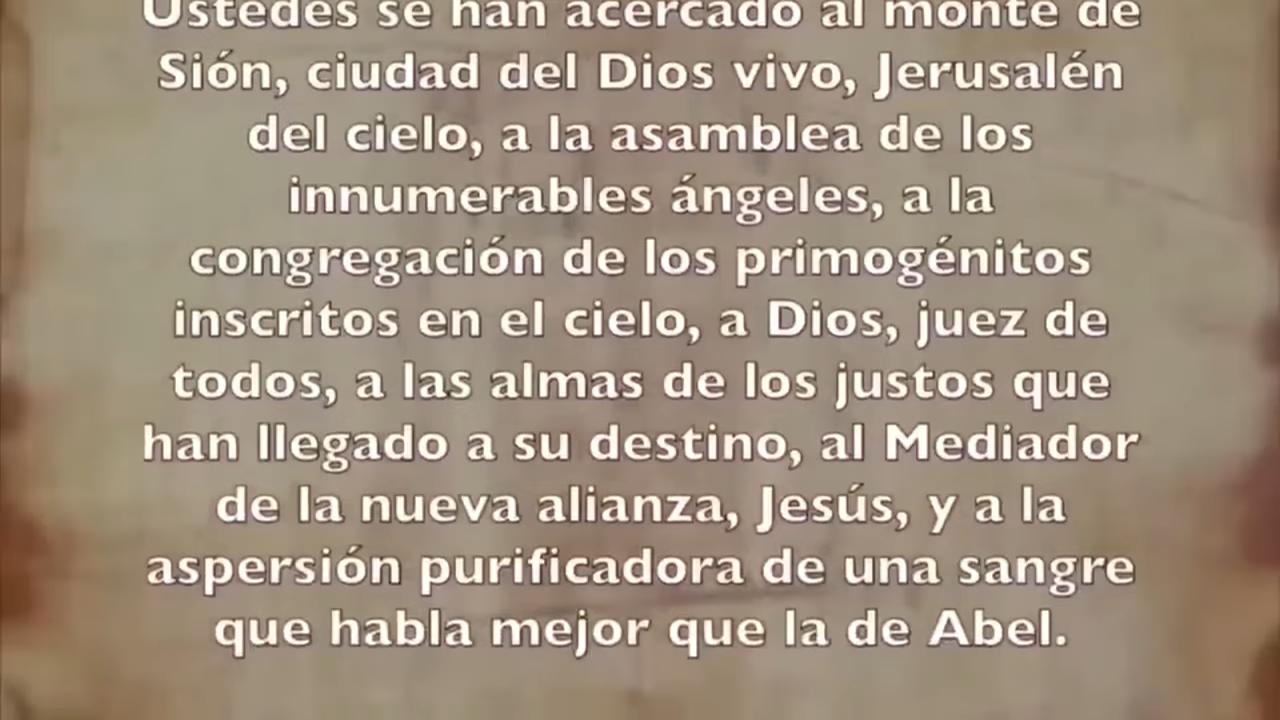 Ustedes se han acercado al monte de
Sión, ciudad del Dios vivo, Jerusalén
del cielo, a la asamblea de los
innumerables ángeles, a la
congregación de los primogénitos
inscritos en el cielo, a Dios, juez de
todos, a las almas de los justos que
han llegado a su destino, al Mediador
de la nueva alianza, Jesús, y a la
aspersión purificadora de una sangre
que habla mejor que la de Abel.